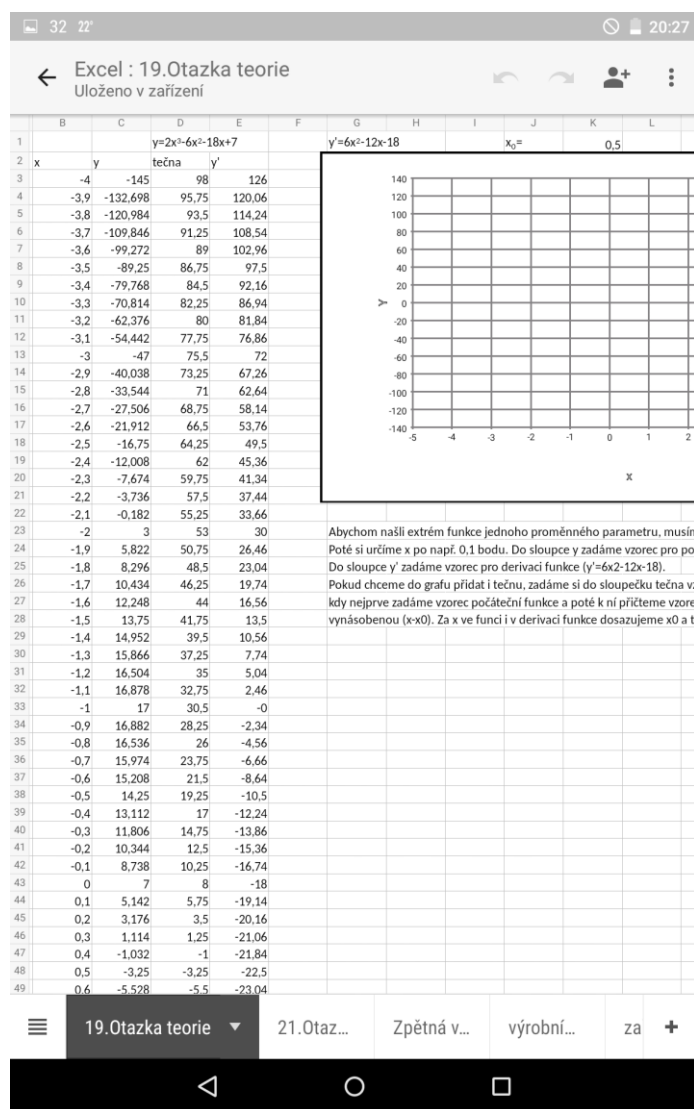 32 22° 20:27
Excel : 19.Otazka teorie
Uloženo v zařízení
B C D E F G H I J K L
1 y=2x³-6x²-18x+7 y'=6x²-12x-18 x₀= 0,5
2 x y tečna y'
3 -4 -145 98 126
4 -3,9 -132,698 95,75 120,06
5 -3,8 -120,984 93,5 114,24
6 -3,7 -109,846 91,25 108,54
7 -3,6 -99,272 89 102,96
8 -3,5 -89,25 86,75 97,5
9 -3,4 -79,768 84,5 92,16
10 -3,3 -70,814 82,25 86,94
11 -3,2 -62,376 80 81,84
12 -3,1 -54,442 77,75 76,86
13 -3 -47 75,5 72
14 -2,9 -40,038 73,25 67,26
15 -2,8 -33,544 71 62,64
16 -2,7 -27,506 68,75 58,14
17 -2,6 -21,912 66,5 53,76
18 -2,5 -16,75 64,25 49,5
19 -2,4 -12,008 62 45,36
20 -2,3 -7,674 59,75 41,34
21 -2,2 -3,736 57,5 37,44
22 -2,1 -0,182 55,25 33,66
23 -2 3 53 30
24 -1,9 5,822 50,75 26,46
25 -1,8 8,296 48,5 23,04
26 -1,7 10,434 46,25 19,74
27 -1,6 12,248 44 16,56
28 -1,5 13,75 41,75 13,5
29 -1,4 14,952 39,5 10,56
30 -1,3 15,866 37,25 7,74
31 -1,2 16,504 35 5,04
32 -1,1 16,878 32,75 2,46
33 -1 17 30,5 -0
34 -0,9 16,882 28,25 -2,34
35 -0,8 16,536 26 -4,56
36 -0,7 15,974 23,75 -6,66
37 -0,6 15,208 21,5 -8,64
38 -0,5 14,25 19,25 -10,5
39 -0,4 13,112 17 -12,24
40 -0,3 11,806 14,75 -13,86
41 -0,2 10,344 12,5 -15,36
42 -0,1 8,738 10,25 -16,74
43 0 7 8 -18
44 0,1 5,142 5,75 -19,14
45 0,2 3,176 3,5 -20,16
46 0,3 1,114 1,25 -21,06
47 0,4 -1,032 -1 -21,84
48 0,5 -3,25 -3,25 -22,5
49 0,6 -5,528 -5,5 -23,04
140
120
100
80
60
40
20
Y 0
-20
-40
-60
-80
-100
-120
-140
-5 -4 -3 -2 -1 0 1 2
X
Abychom našli extrém funkce jednoho proměnného parametru, musín
Poté si určíme x po např. 0,1 bodu. Do sloupce y zadáme vzorec pro po
Do sloupce y' zadáme vzorec pro derivaci funkce (y'=6x2-12x-18).
Pokud chceme do grafu přidat i tečnu, zadáme si do sloupečku tečna vz
kdy nejprve zadáme vzorec počáteční funkce a poté k ní přičteme vzore
vynásobenou (x-x0). Za x ve funci i v derivaci funkce dosazujeme x0 a t
19.Otazka teorie 21.Otaz... Zpětná v... výrobní... za +